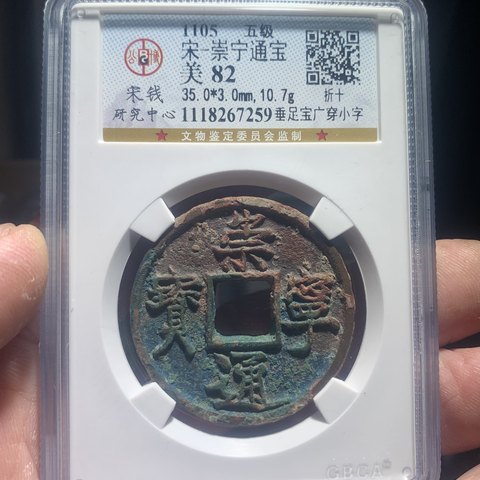 1105 五级
宋-崇宁通宝
美 82
宋钱 35.0*3.0mm,10.7g 折十
研究中心 1118267259 垂足宝广穿小字
文物鉴定委员会监制
崇
寶 寧
通
GBCA